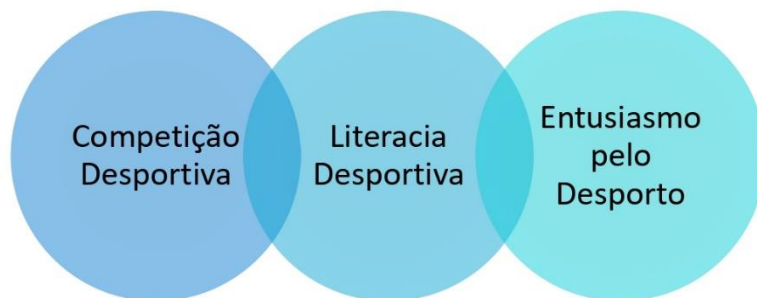 Competição
Desportiva
Literacia
Desportiva
Entusiasmo
pelo
Desporto